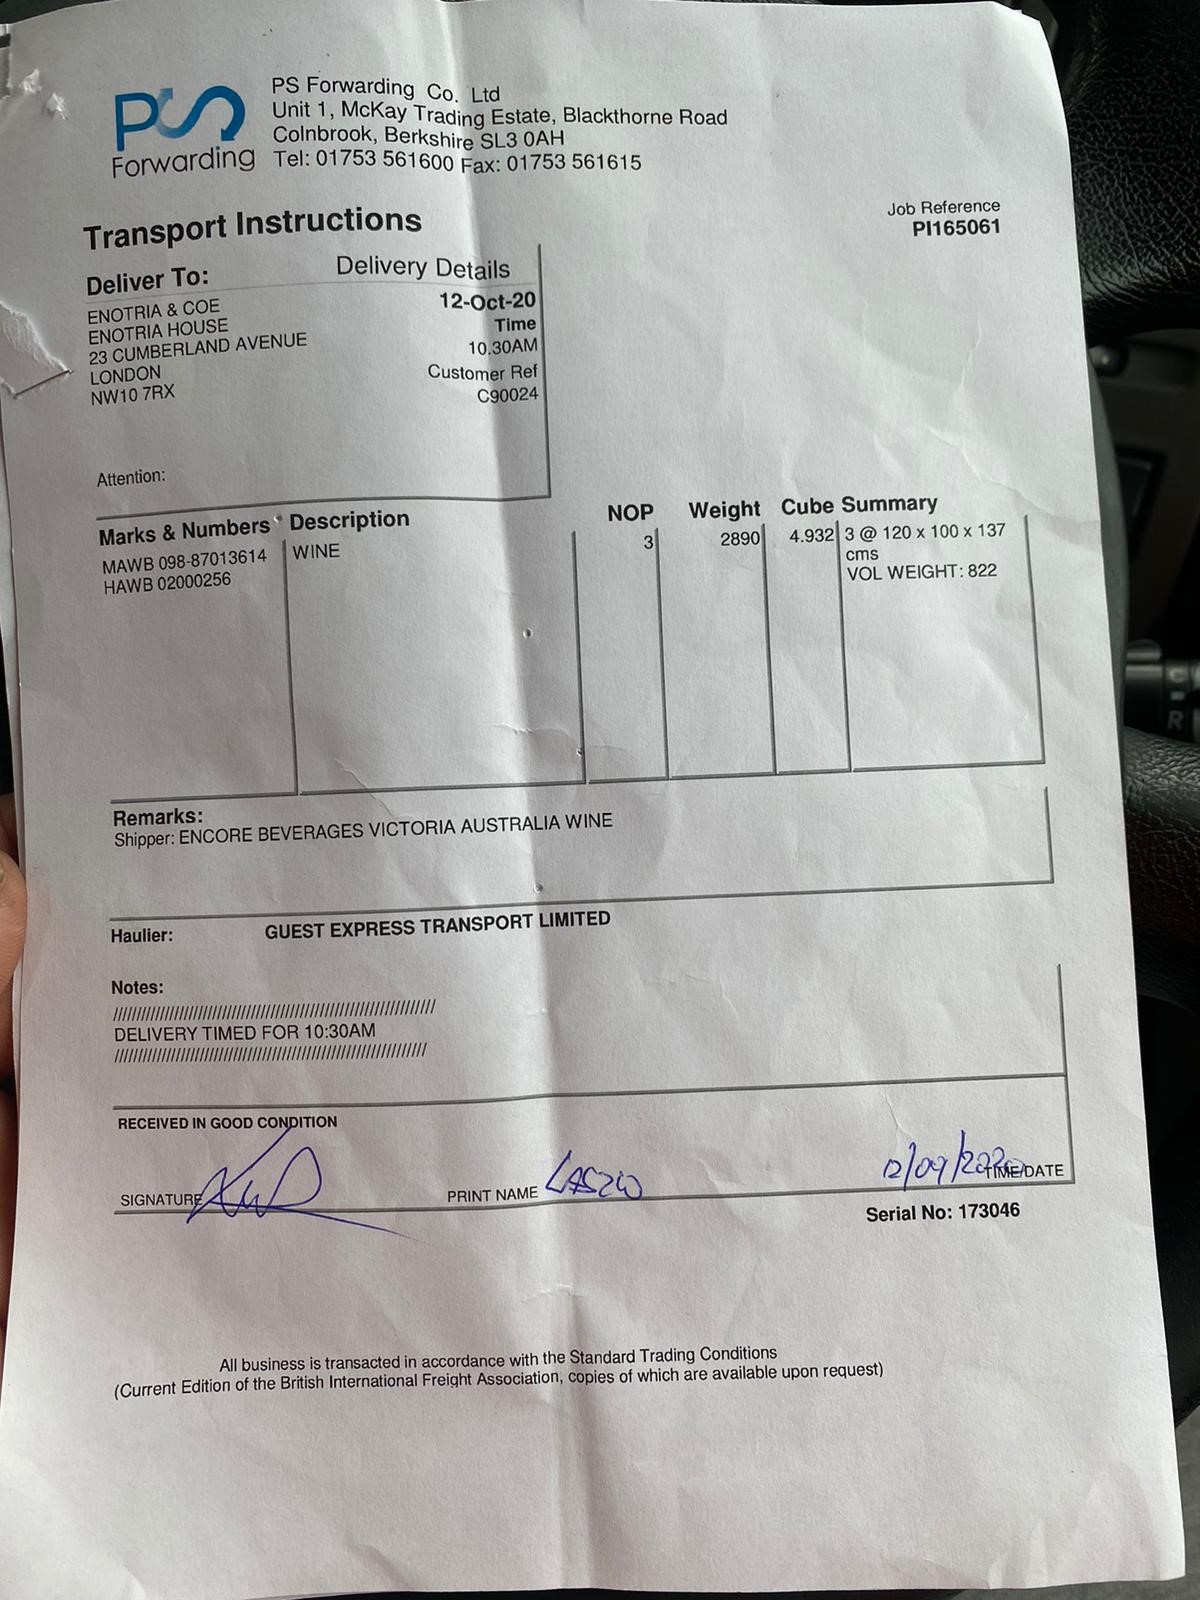 PS Forwarding
PS Forwarding Co. Ltd
Unit 1, McKay Trading Estate, Blackthorne Road
Colnbrook, Berkshire SL3 0AH
Tel: 01753 561600 Fax: 01753 561615
Job Reference
PI165061
Transport Instructions
Deliver To:
ENOTRIA & COE
ENOTRIA HOUSE
23 CUMBERLAND AVENUE
LONDON
NW10 7RX
Delivery Details
12-Oct-20
Time
10.30AM
Customer Ref
C90024
Attention:
Marks & Numbers Description NOP Weight Cube Summary
MAWB 098-87013614 WINE 3 2890 4.932 3 @ 120 x 100 x 137
cms
HAWB 02000256 VOL WEIGHT: 822
Remarks:
Shipper: ENCORE BEVERAGES VICTORIA AUSTRALIA WINE
Haulier: GUEST EXPRESS TRANSPORT LIMITED
Notes:
////////////////////////////////////////////////////////////////////
DELIVERY TIMED FOR 10:30AM
////////////////////////////////////////////////////////////////////
RECEIVED IN GOOD CONDITION
SIGNATURE PRINT NAME LASZLO 12/09/2020 TIME/DATE
Serial No: 173046
All business is transacted in accordance with the Standard Trading Conditions
(Current Edition of the British International Freight Association, copies of which are available upon request)